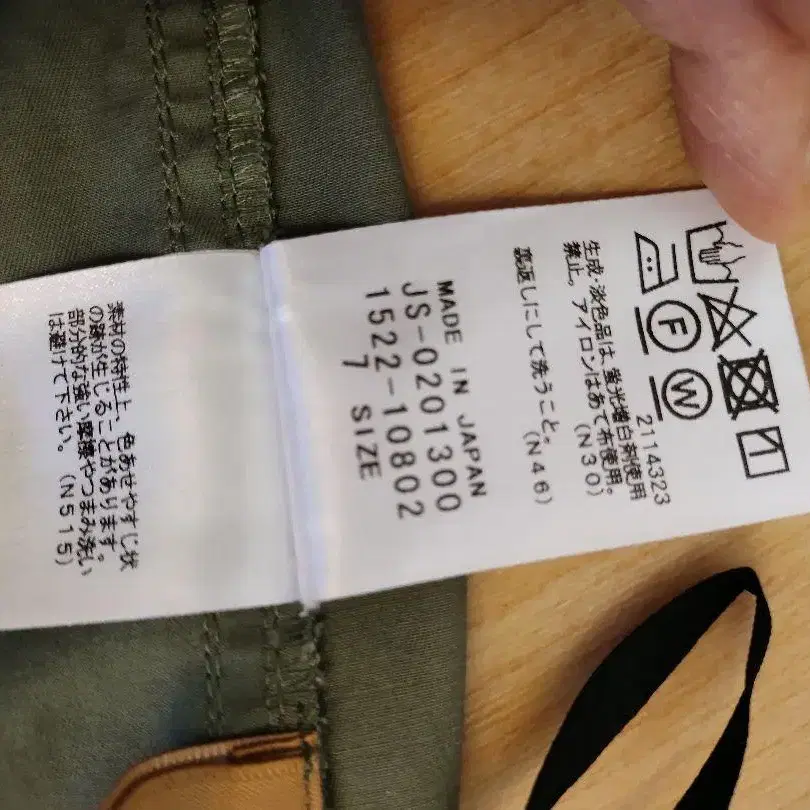 F W
2114323
生成・淡色品は、蛍光増白剤使用
禁止。アイロンはあて布使用。
(N30)
裏返しにして洗うこと。
(N46)
MADE IN JAPAN
JS-0201300
1522-10802
7 SIZE
素材の特性上、色あせやすじ状
の跡が生じることがあります。
部分的な強い摩擦やつまみ洗い
は避けて下さい。 (N515)